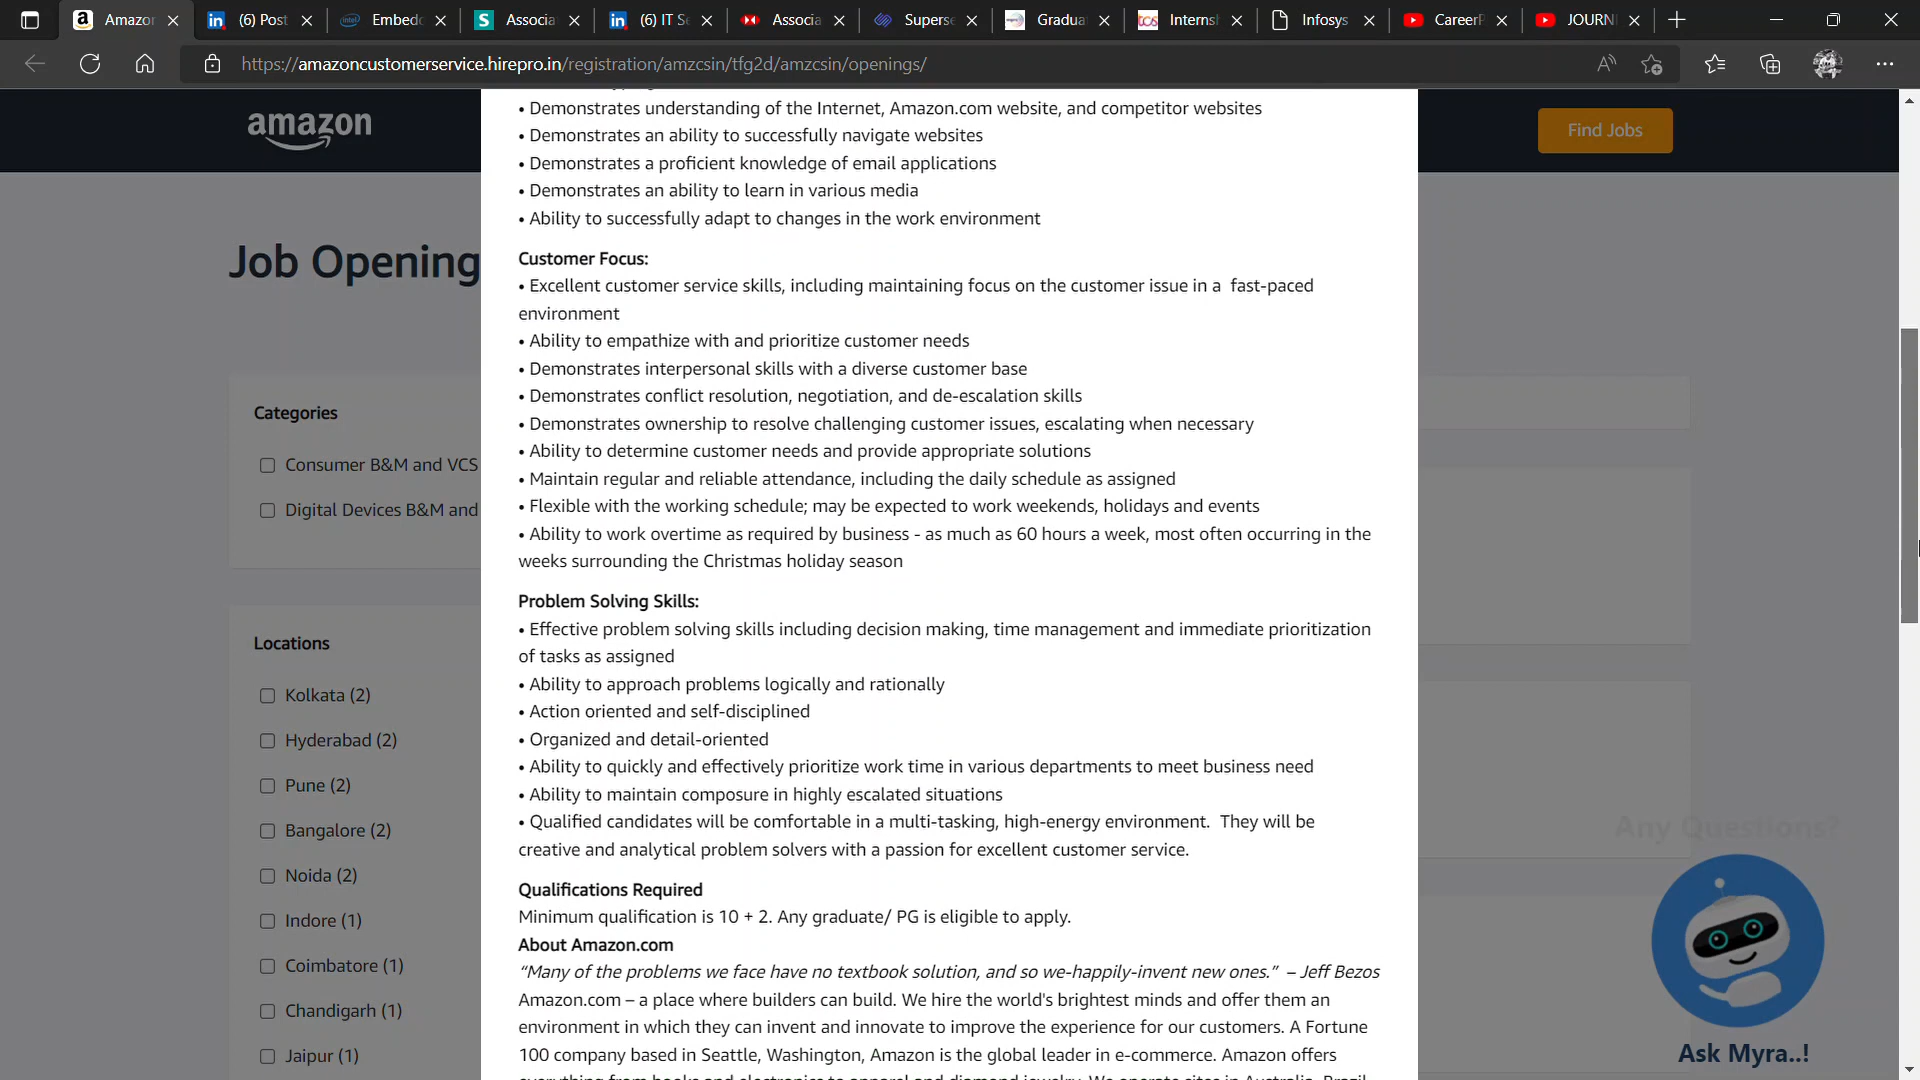 Amazon
(6) Post
Embedd
Associa
(6) IT Se
Associa
Superse
Gradua
Interns
Infosys
CareerP
JOURN
https://amazoncustomerservice.hirepro.in/registration/amzcsin/tfg2d/amzcsin/openings/
amazon
Find Jobs
Job Opening
• Demonstrates understanding of the Internet, Amazon.com website, and competitor websites
• Demonstrates an ability to successfully navigate websites
• Demonstrates a proficient knowledge of email applications
• Demonstrates an ability to learn in various media
• Ability to successfully adapt to changes in the work environment
Customer Focus:
• Excellent customer service skills, including maintaining focus on the customer issue in a  fast-paced
environment
• Ability to empathize with and prioritize customer needs
• Demonstrates interpersonal skills with a diverse customer base
• Demonstrates conflict resolution, negotiation, and de-escalation skills
• Demonstrates ownership to resolve challenging customer issues, escalating when necessary
• Ability to determine customer needs and provide appropriate solutions
• Maintain regular and reliable attendance, including the daily schedule as assigned
• Flexible with the working schedule; may be expected to work weekends, holidays and events
• Ability to work overtime as required by business - as much as 60 hours a week, most often occurring in the
weeks surrounding the Christmas holiday season
Problem Solving Skills:
• Effective problem solving skills including decision making, time management and immediate prioritization
of tasks as assigned
• Ability to approach problems logically and rationally
• Action oriented and self-disciplined
• Organized and detail-oriented
• Ability to quickly and effectively prioritize work time in various departments to meet business need
• Ability to maintain composure in highly escalated situations
• Qualified candidates will be comfortable in a multi-tasking, high-energy environment.  They will be
creative and analytical problem solvers with a passion for excellent customer service.
Qualifications Required
Minimum qualification is 10 + 2. Any graduate/ PG is eligible to apply.
About Amazon.com
“Many of the problems we face have no textbook solution, and so we-happily-invent new ones.”  – Jeff Bezos
Amazon.com – a place where builders can build. We hire the world's brightest minds and offer them an
environment in which they can invent and innovate to improve the experience for our customers. A Fortune
100 company based in Seattle, Washington, Amazon is the global leader in e-commerce. Amazon offers
everything from books and electronics to apparel and diamond jewelry. We operate sites in Australia, Brazil,
Categories
Consumer B&M and VCS
Digital Devices B&M and
Locations
Kolkata (2)
Hyderabad (2)
Pune (2)
Bangalore (2)
Noida (2)
Indore (1)
Coimbatore (1)
Chandigarh (1)
Jaipur (1)
Any Questions?
Ask Myra..!